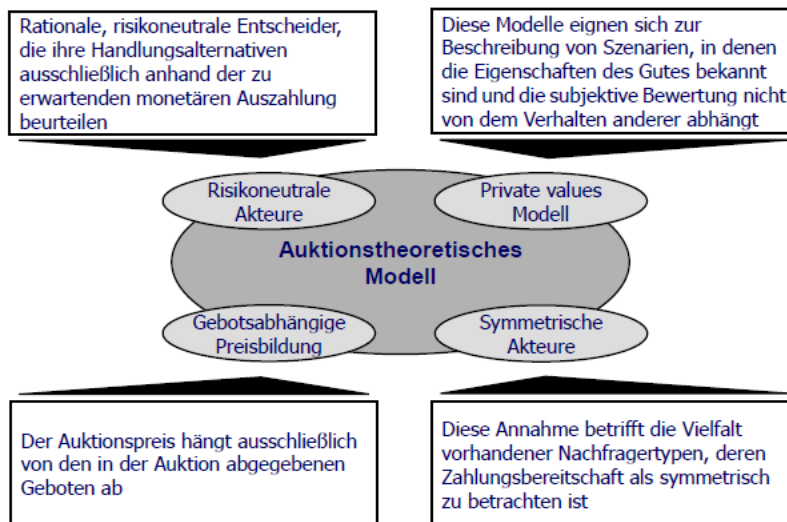 Rationale, risikoneutrale Entscheider,
die ihre Handlungsalternativen
ausschließlich anhand der zu
erwartenden monetären Auszahlung
beurteilen
Diese Modelle eignen sich zur
Beschreibung von Szenarien, in denen
die Eigenschaften des Gutes bekannt
sind und die subjektive Bewertung nicht
von dem Verhalten anderer abhängt
Risikoneutrale
Akteure
Private values
Modell
Auktionstheoretisches
Modell
Gebotsabhängige
Preisbildung
Symmetrische
Akteure
Der Auktionspreis hängt ausschließlich
von den in der Auktion abgegebenen
Geboten ab
Diese Annahme betrifft die Vielfalt
vorhandener Nachfragertypen, deren
Zahlungsbereitschaft als symmetrisch
zu betrachten ist